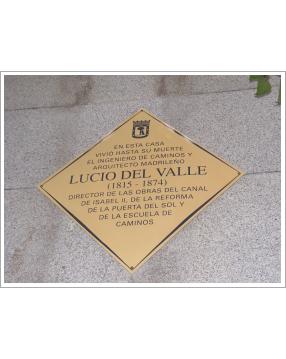 EN ESTA CASA
VIVIÓ HASTA SU MUERTE
EL INGENIERO DE CAMINOS Y
ARQUITECTO MADRILEÑO
LUCIO DEL VALLE
(1815 - 1874)
DIRECTOR DE LAS OBRAS DEL CANAL
DE ISABEL II, DE LA REFORMA
DE LA PUERTA DEL SOL Y
DE LA ESCUELA DE
CAMINOS